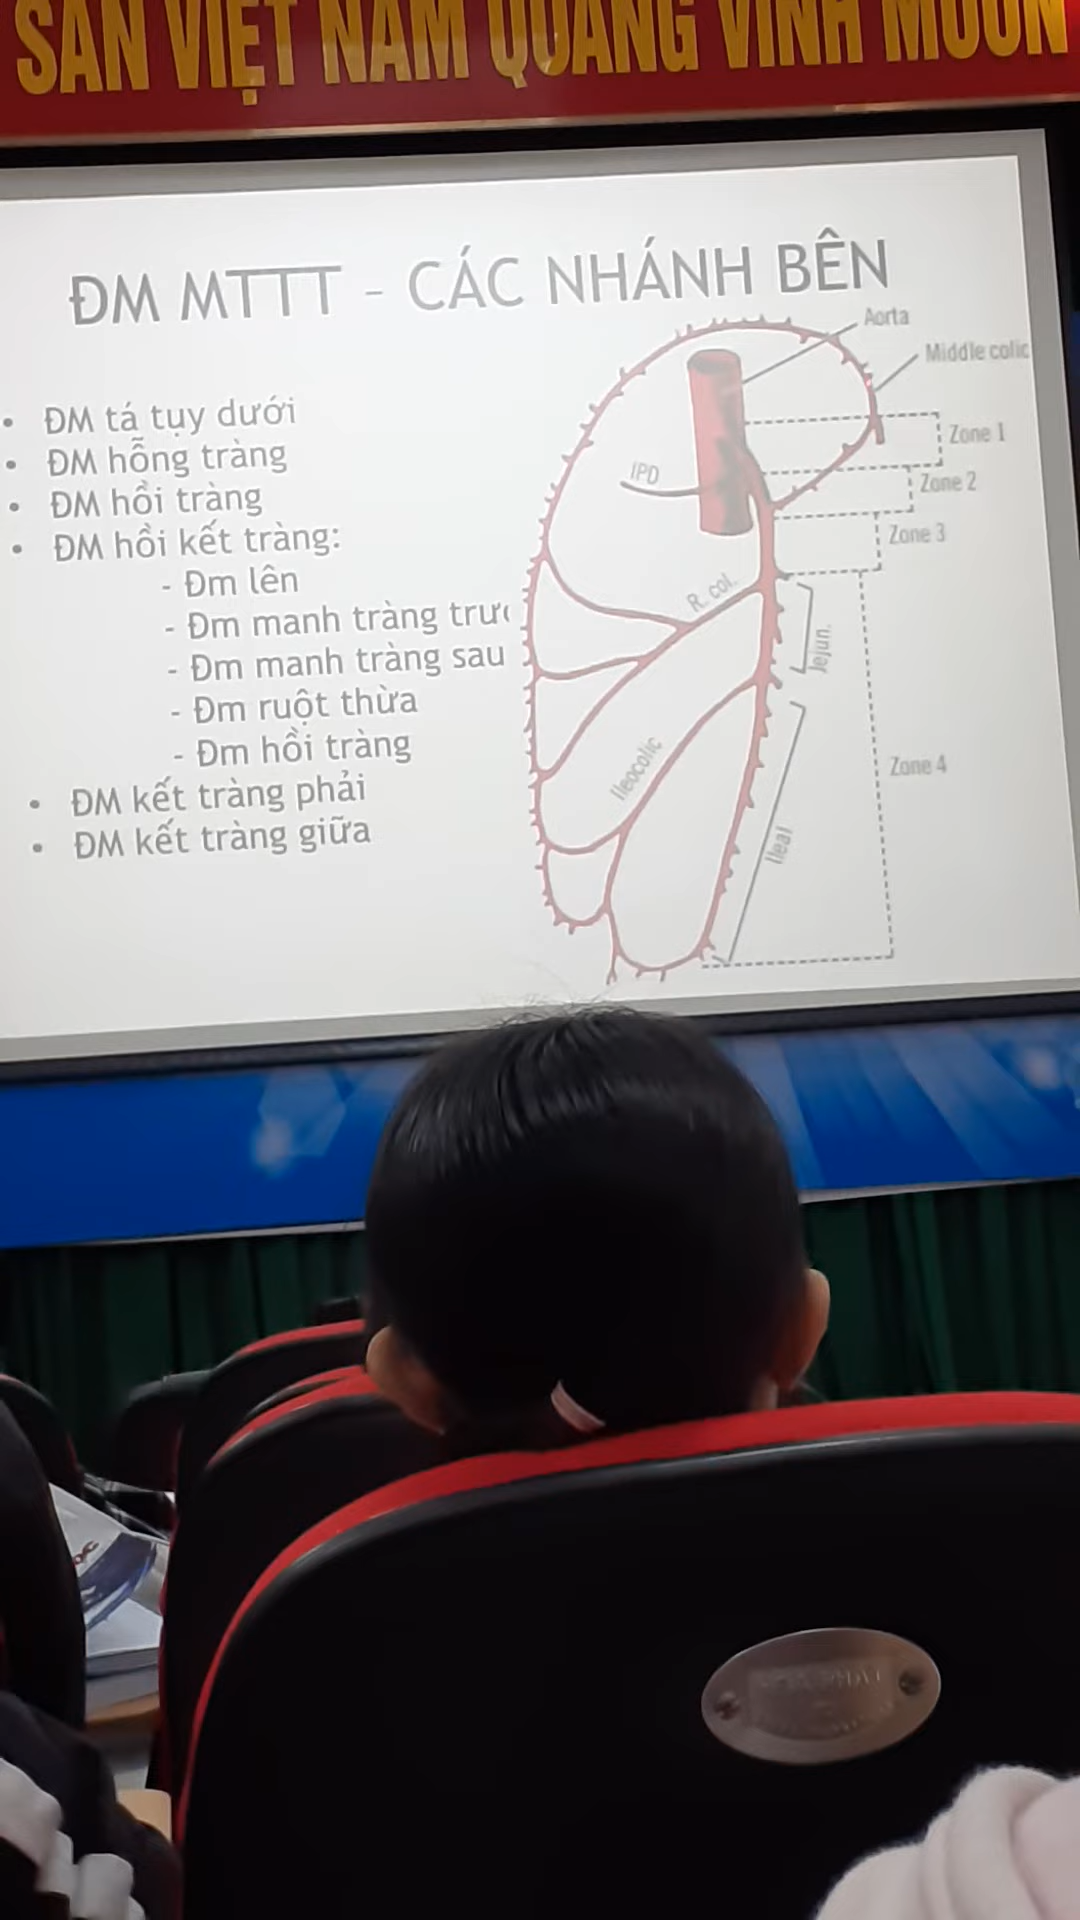 SẢN VIỆT NAM QUANG VINH MUÔN
ĐM MTTT - CÁC NHÁNH BÊN
• ĐM tá tụy dưới
• ĐM hỗng tràng
• ĐM hồi tràng
• ĐM hồi kết tràng:
- Đm lên
- Đm manh tràng trướ
- Đm manh tràng sau
- Đm ruột thừa
- Đm hồi tràng
• ĐM kết tràng phải
• ĐM kết tràng giữa
Aorta
Middle colic
Zone 1
Zone 2
Zone 3
IPD
R. col.
Jejun.
Ileocolic
Zone 4
Ileal